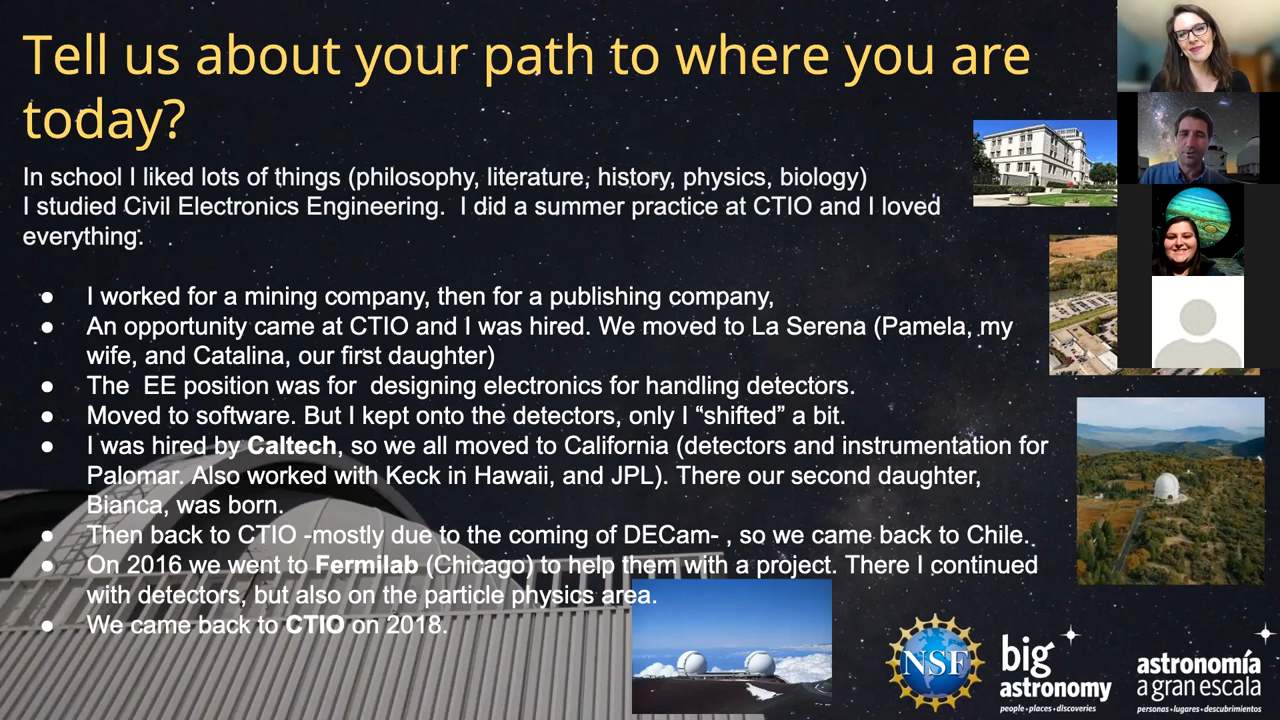 Tell us about your path to where you are
today?
In school I liked lots of things (philosophy, literature, history, physics, biology)
I studied Civil Electronics Engineering.  I did a summer practice at CTIO and I loved
everything.
● I worked for a mining company, then for a publishing company,
● An opportunity came at CTIO and I was hired. We moved to La Serena (Pamela, my
wife, and Catalina, our first daughter)
● The  EE position was for  designing electronics for handling detectors.
● Moved to software. But I kept onto the detectors, only I “shifted” a bit.
● I was hired by Caltech, so we all moved to California (detectors and instrumentation for
Palomar. Also worked with Keck in Hawaii, and JPL). There our second daughter,
Bianca, was born.
● Then back to CTIO -mostly due to the coming of DECam- , so we came back to Chile.
● On 2016 we went to Fermilab (Chicago) to help them with a project. There I continued
with detectors, but also on the particle physics area.
● We came back to CTIO on 2018.
NSF
big
astronomy
people • places • discoveries
astronomía
a gran escala
personas • lugares • descubrimientos